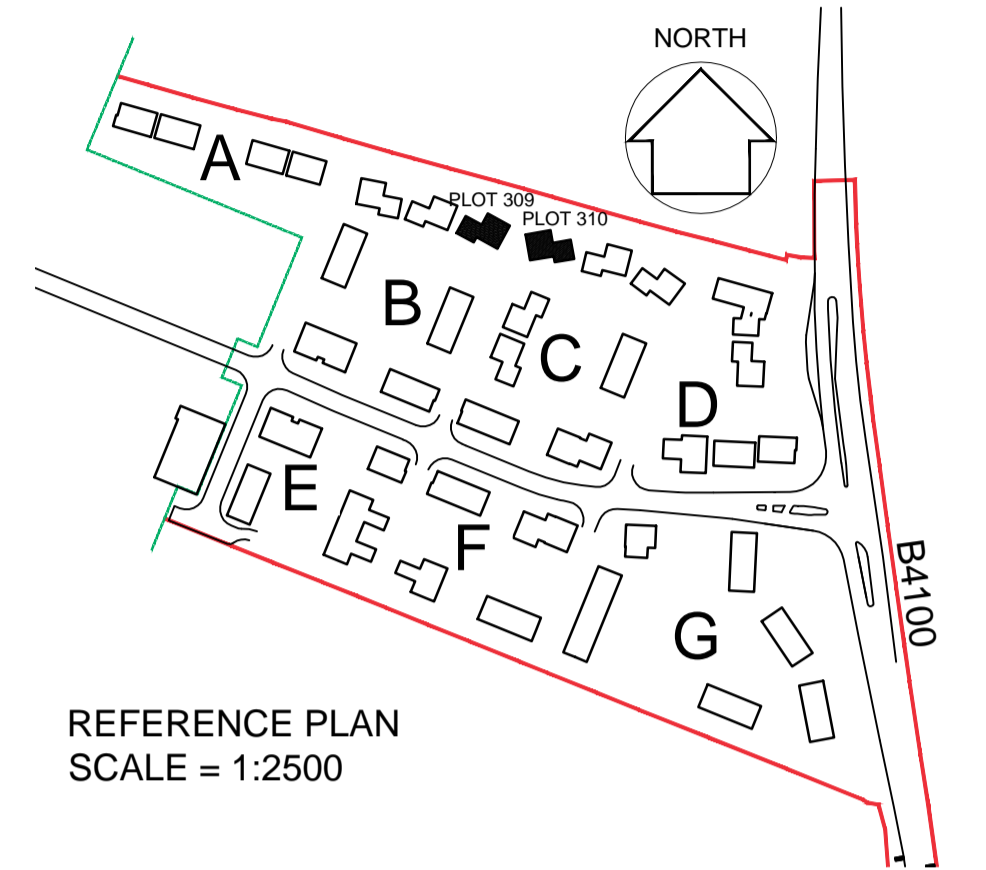 NORTH
A
PLOT 309
PLOT 310
B
C
D
E
F
B4100
G
REFERENCE PLAN
SCALE = 1:2500